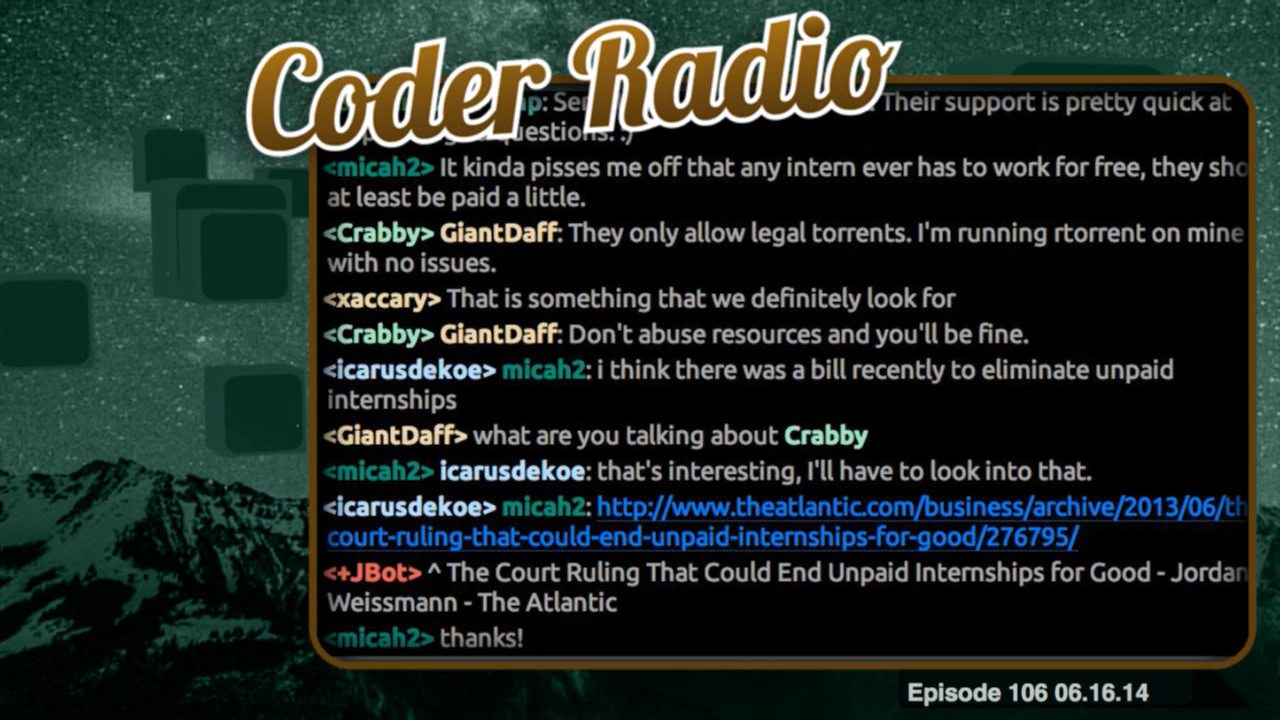 Coder Radio
Their support is pretty quick at
questions. :)
<micah2> It kinda pisses me off that any intern ever has to work for free, they sho
at least be paid a little.
<Crabby> GiantDaff: They only allow legal torrents. I'm running rtorrent on mine
with no issues.
<xaccary> That is something that we definitely look for
<Crabby> GiantDaff: Don't abuse resources and you'll be fine.
<icarusdekoe> micah2: i think there was a bill recently to eliminate unpaid
internships
<GiantDaff> what are you talking about Crabby
<micah2> icarusdekoe: that's interesting, I'll have to look into that.
<icarusdekoe> micah2: http://www.theatlantic.com/business/archive/2013/06/th
court-ruling-that-could-end-unpaid-internships-for-good/276795/
<+JBot> ^ The Court Ruling That Could End Unpaid Internships for Good - Jordan
Weissmann - The Atlantic
<micah2> thanks!
Episode 106 06.16.14